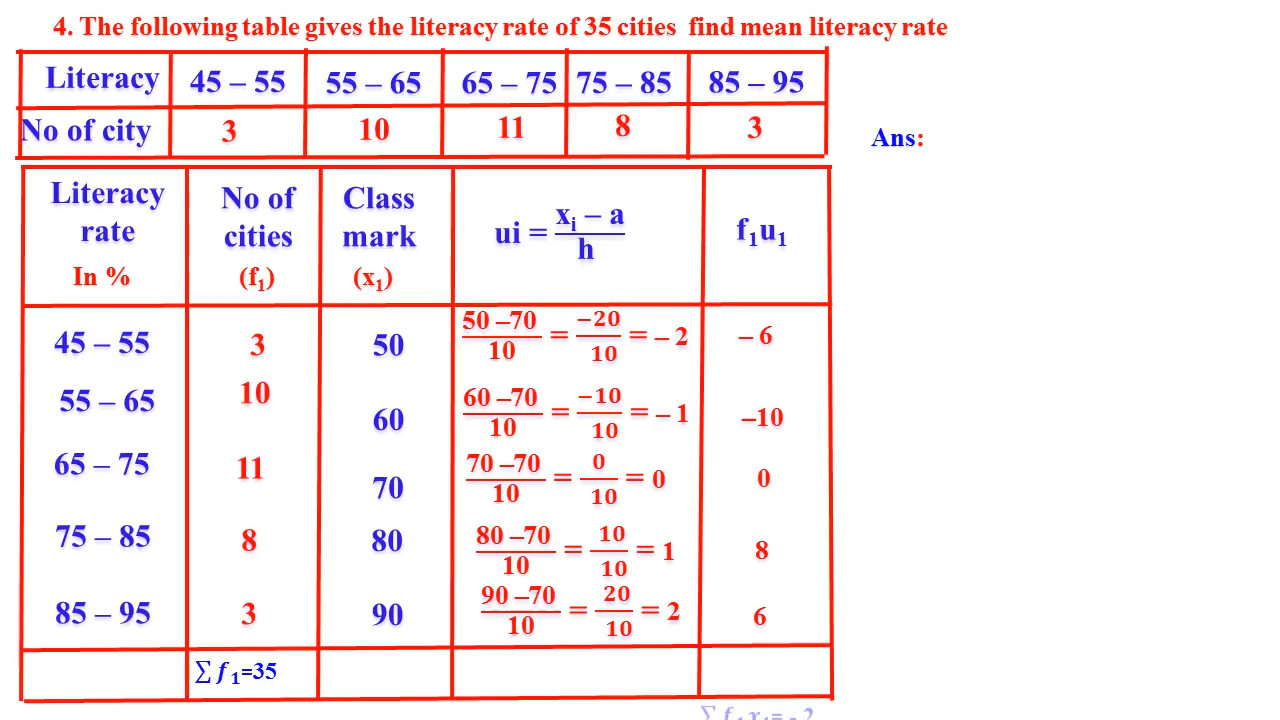 4. The following table gives the literacy rate of 35 cities find mean literacy rate
Literacy 45 – 55 55 – 65 65 – 75 75 – 85 85 – 95
No of city 3 10 11 8 3
Ans:
Literacy rate In % No of cities (f₁) Class mark (x₁) ui = (xᵢ – a)/h f₁u₁
45 – 55 3 50 (50 –70)/10 = −20/10 = – 2 – 6
55 – 65 10 60 (60 –70)/10 = −10/10 = – 1 –10
65 – 75 11 70 (70 –70)/10 = 0/10 = 0 0
75 – 85 8 80 (80 –70)/10 = 10/10 = 1 8
85 – 95 3 90 (90 –70)/10 = 20/10 = 2 6
∑ f₁=35